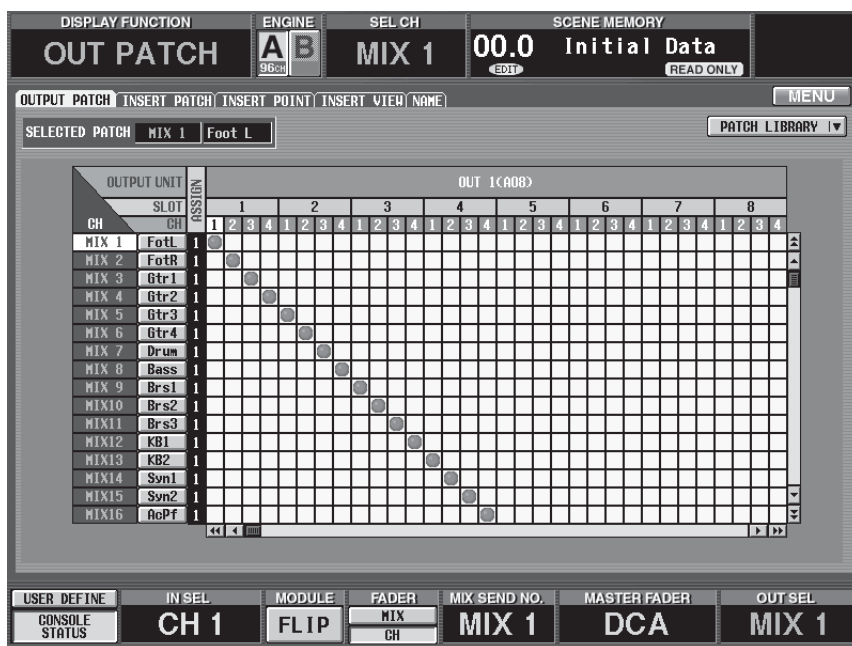 DISPLAY FUNCTION ENGINE SEL CH SCENE MEMORY
OUT PATCH A B 96CH MIX 1 00.0 EDIT Initial Data READ ONLY
OUTPUT PATCH INSERT PATCH INSERT POINT INSERT VIEW NAME MENU
SELECTED PATCH MIX 1 Foot L PATCH LIBRARY
OUTPUT UNIT ASSIGN OUT 1(A08)
SLOT 1 2 3 4 5 6 7 8
CH CH 1 2 3 4 1 2 3 4 1 2 3 4 1 2 3 4 1 2 3 4 1 2 3 4 1 2 3 4 1 2 3 4
MIX 1 FotL 1
MIX 2 FotR 1
MIX 3 Gtr1 1
MIX 4 Gtr2 1
MIX 5 Gtr3 1
MIX 6 Gtr4 1
MIX 7 Drum 1
MIX 8 Bass 1
MIX 9 Brs1 1
MIX10 Brs2 1
MIX11 Brs3 1
MIX12 KB1 1
MIX13 KB2 1
MIX14 Syn1 1
MIX15 Syn2 1
MIX16 AcPf 1
USER DEFINE IN SEL MODULE FADER MIX SEND NO. MASTER FADER OUT SEL
CONSOLE STATUS CH 1 FLIP MIX CH MIX 1 DCA MIX 1